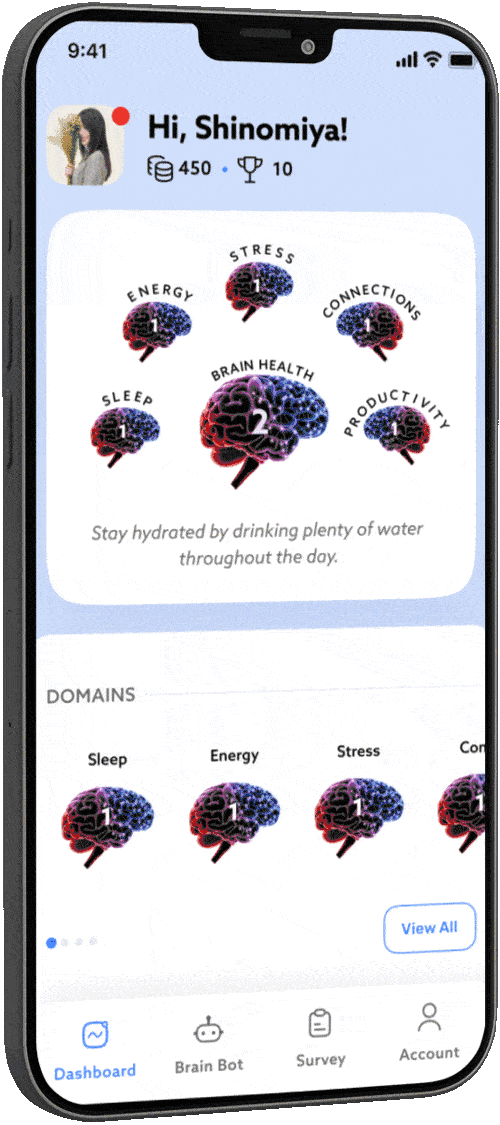 9:41
Hi, Shinomiya!
450 • 10
STRESS
1
ENERGY
1
CONNECTIONS
1
SLEEP
1
BRAIN HEALTH
2
PRODUCTIVITY
1
Stay hydrated by drinking plenty of water
throughout the day.
DOMAINS
Sleep Energy Stress Con
1 1 1 1
View All
Dashboard Brain Bot Survey Account